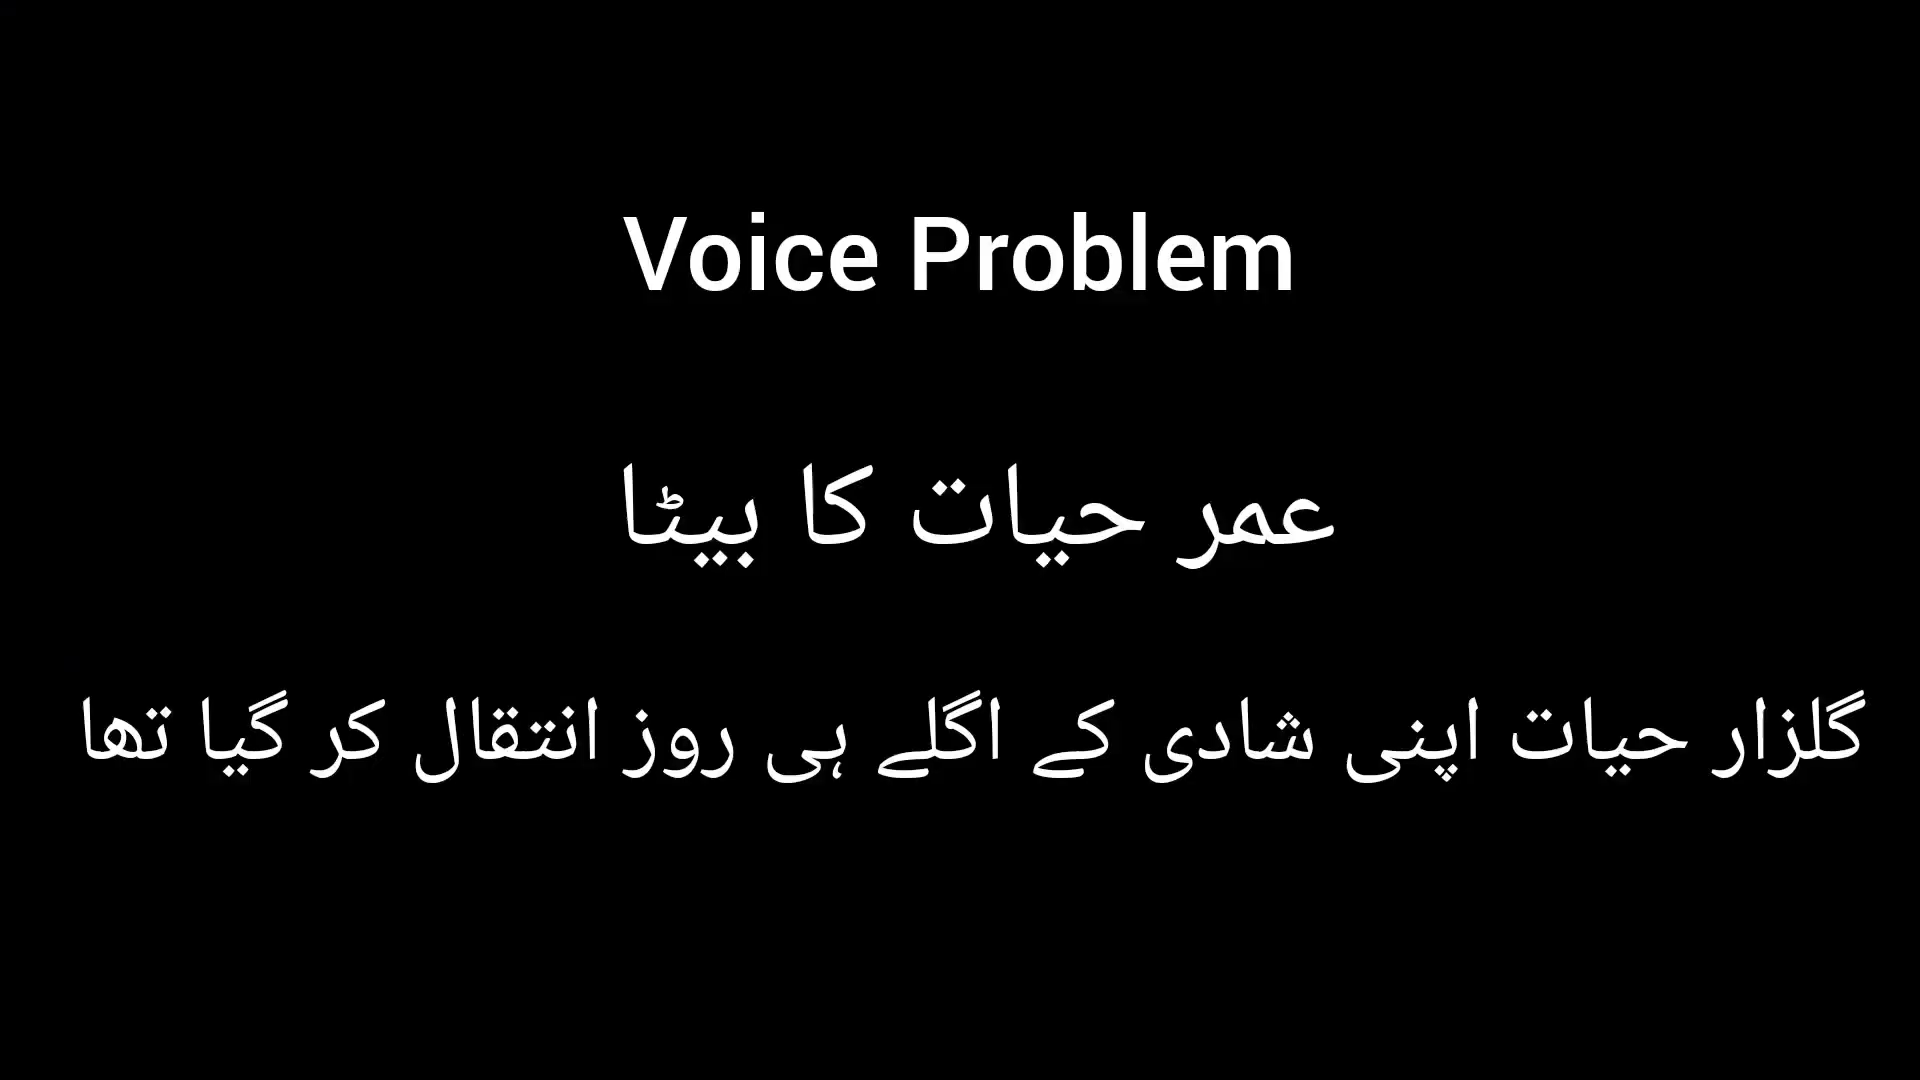 Voice Problem
عمر حیات کا بیٹا
گلزار حیات اپنی شادی کے اگلے ہی روز انتقال کر گیا تھا